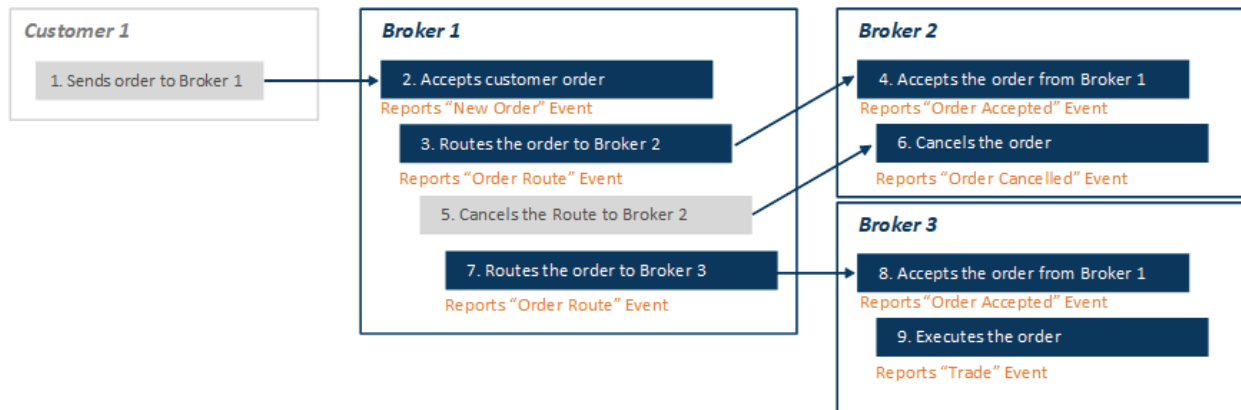 Customer 1
1. Sends order to Broker 1
Broker 1
2. Accepts customer order
Reports “New Order” Event
3. Routes the order to Broker 2
Reports “Order Route” Event
5. Cancels the Route to Broker 2
7. Routes the order to Broker 3
Reports “Order Route” Event
Broker 2
4. Accepts the order from Broker 1
Reports “Order Accepted” Event
6. Cancels the order
Reports “Order Cancelled” Event
Broker 3
8. Accepts the order from Broker 1
Reports “Order Accepted” Event
9. Executes the order
Reports “Trade” Event